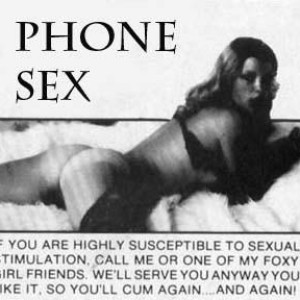 PHONE
SEX
F YOU ARE HIGHLY SUSCEPTIBLE TO SEXUAL
STIMULATION, CALL ME OR ONE OF MY FOXY
GIRL FRIENDS. WE'LL SERVE YOU ANYWAY YOU
LIKE IT, SO YOU'LL CUM AGAIN...AND AGAIN!